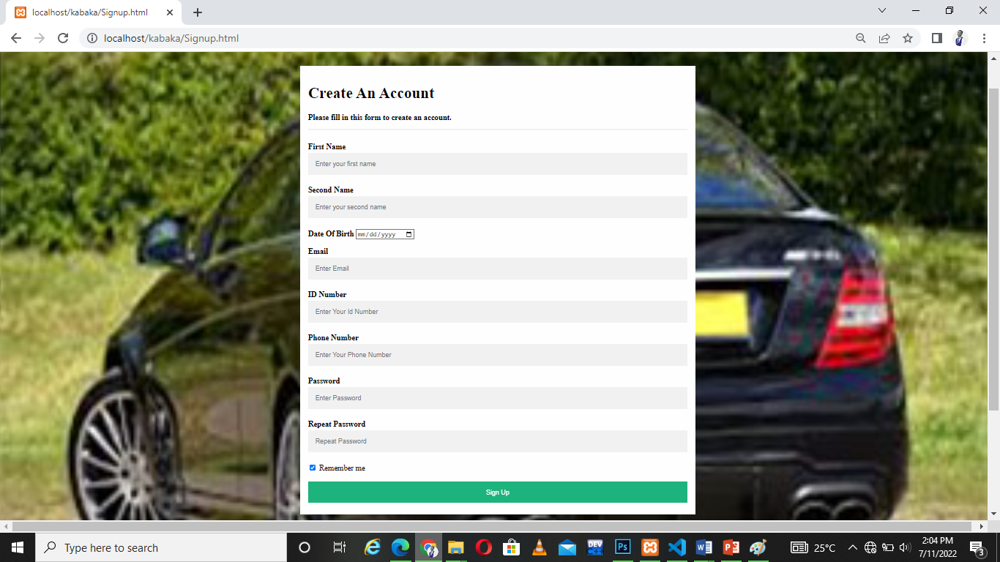 localhost/kabaka/Signup.html
localhost/kabaka/Signup.html
Create An Account
Please fill in this form to create an account.
First Name
Enter your first name
Second Name
Enter your second name
Date Of Birth mm/dd/yyyy
Email
Enter Email
ID Number
Enter Your Id Number
Phone Number
Enter Your Phone Number
Password
Enter Password
Repeat Password
Repeat Password
Remember me
Sign Up
Type here to search
DEV
Ps
25°C
2:04 PM
7/11/2022
3